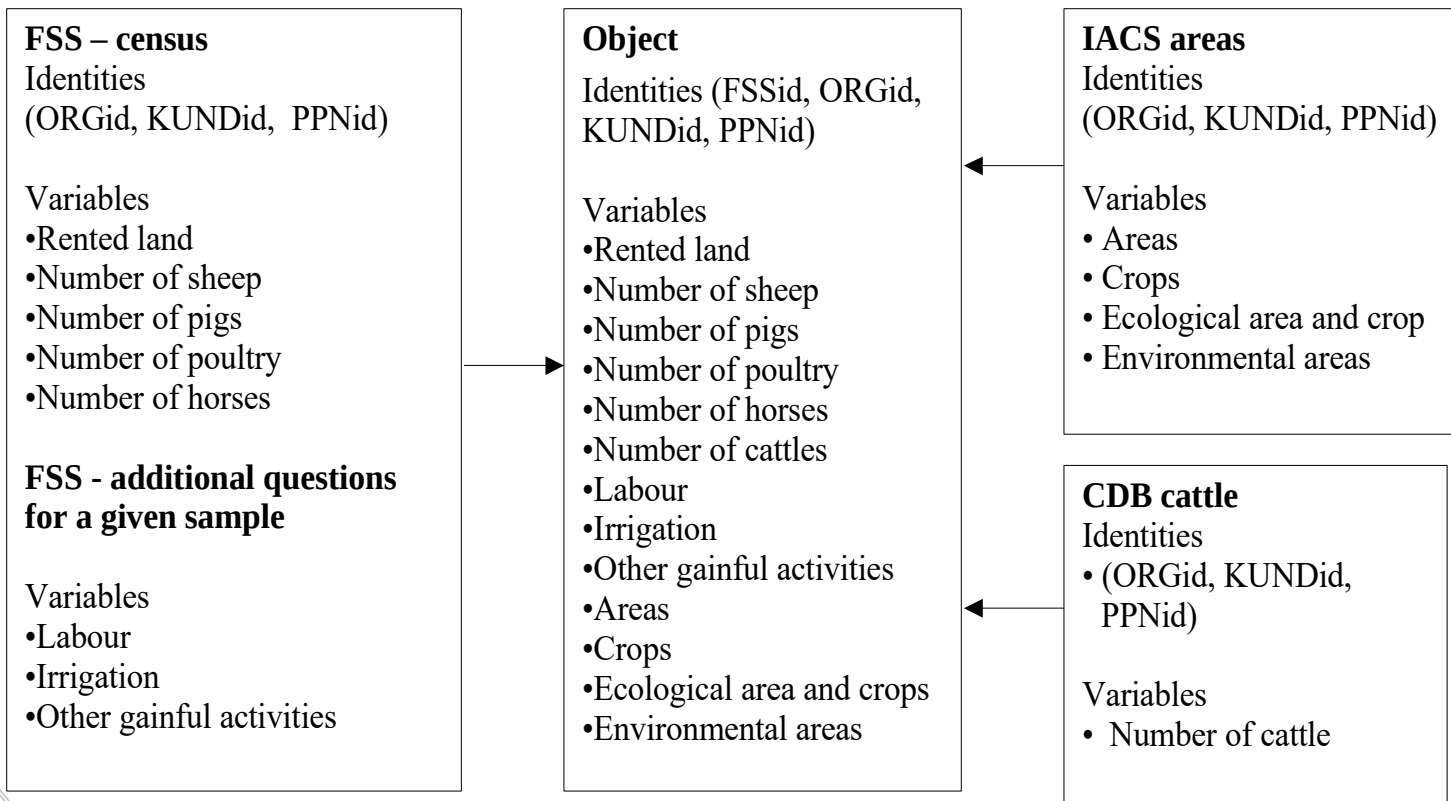 FSS – census
Identities
(ORGid, KUNDid, PPNid)
Variables
•Rented land
•Number of sheep
•Number of pigs
•Number of poultry
•Number of horses
FSS - additional questions
for a given sample
Variables
•Labour
•Irrigation
•Other gainful activities
Object
Identities (FSSid, ORGid,
KUNDid, PPNid)
Variables
•Rented land
•Number of sheep
•Number of pigs
•Number of poultry
•Number of horses
•Number of cattles
•Labour
•Irrigation
•Other gainful activities
•Areas
•Crops
•Ecological area and crops
•Environmental areas
IACS areas
Identities
(ORGid, KUNDid, PPNid)
Variables
• Areas
• Crops
• Ecological area and crop
• Environmental areas
CDB cattle
Identities
• (ORGid, KUNDid,
PPNid)
Variables
• Number of cattle